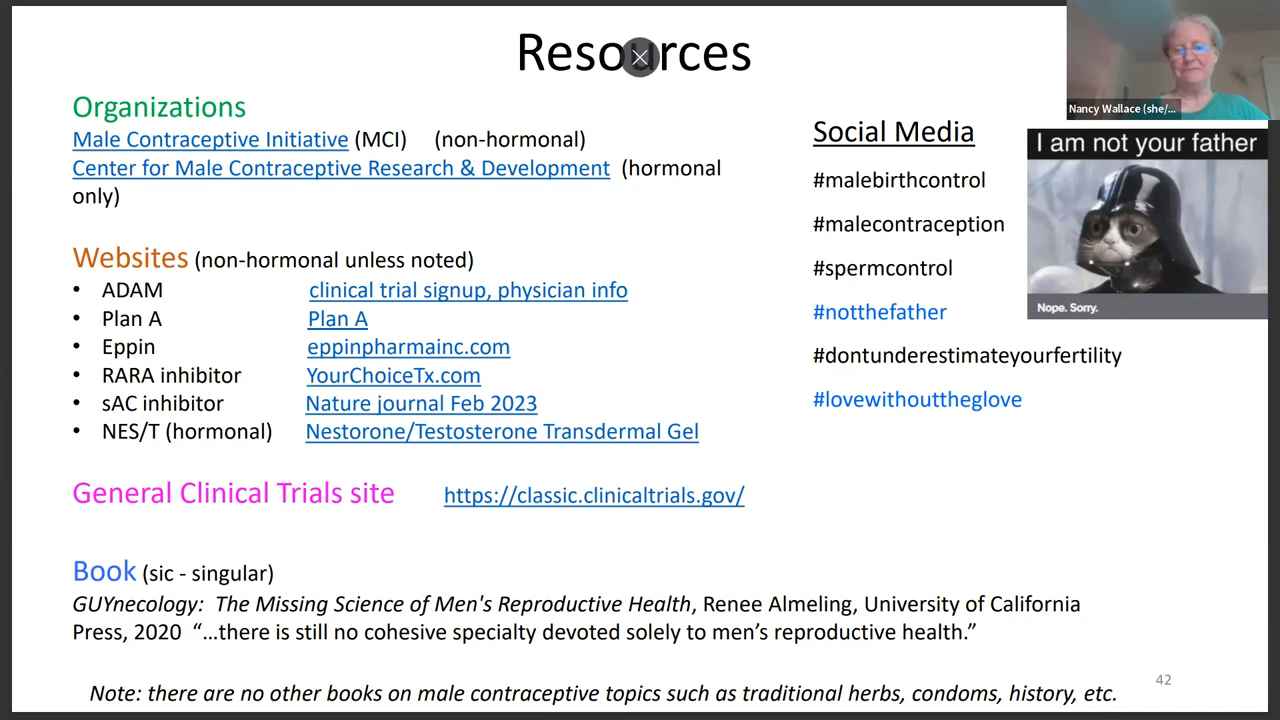 Resources
Organizations
Male Contraceptive Initiative (MCI) (non-hormonal)
Center for Male Contraceptive Research & Development (hormonal
only)
Websites (non-hormonal unless noted)
• ADAM clinical trial signup, physician info
• Plan A Plan A
• Eppin eppinpharmainc.com
• RARA inhibitor YourChoiceTx.com
• sAC inhibitor Nature journal Feb 2023
• NES/T (hormonal) Nestorone/Testosterone Transdermal Gel
General Clinical Trials site https://classic.clinicaltrials.gov/
Book (sic - singular)
GUYnecology: The Missing Science of Men's Reproductive Health, Renee Almeling, University of California
Press, 2020 “…there is still no cohesive specialty devoted solely to men’s reproductive health.”
Note: there are no other books on male contraceptive topics such as traditional herbs, condoms, history, etc.
Social Media
#malebirthcontrol
#malecontraception
#spermcontrol
#notthefather
#dontunderestimateyourfertility
#lovewithouttheglove
Nancy Wallace (she/...
I am not your father
Nope. Sorry.
42